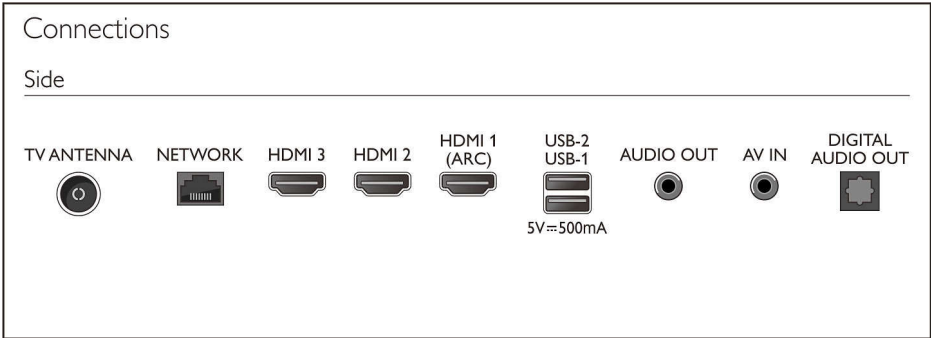 Connections
Side
TV ANTENNA
NETWORK
HDMI 3
HDMI 2
HDMI 1
(ARC)
USB-2
USB-1
5V⎓500mA
AUDIO OUT
AV IN
DIGITAL
AUDIO OUT